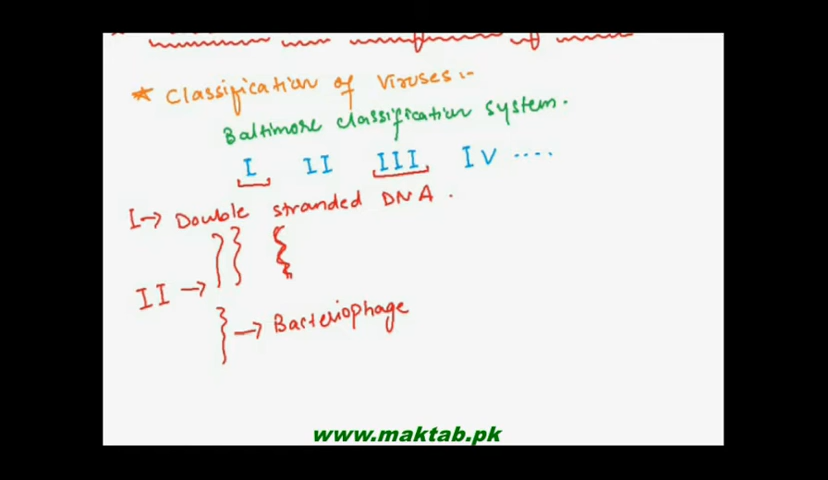 ★ Classification of Viruses :-
Baltimore classification system.
I II III IV ....
I → Double stranded DNA.
II →
→ Bacteriophage
www.maktab.pk